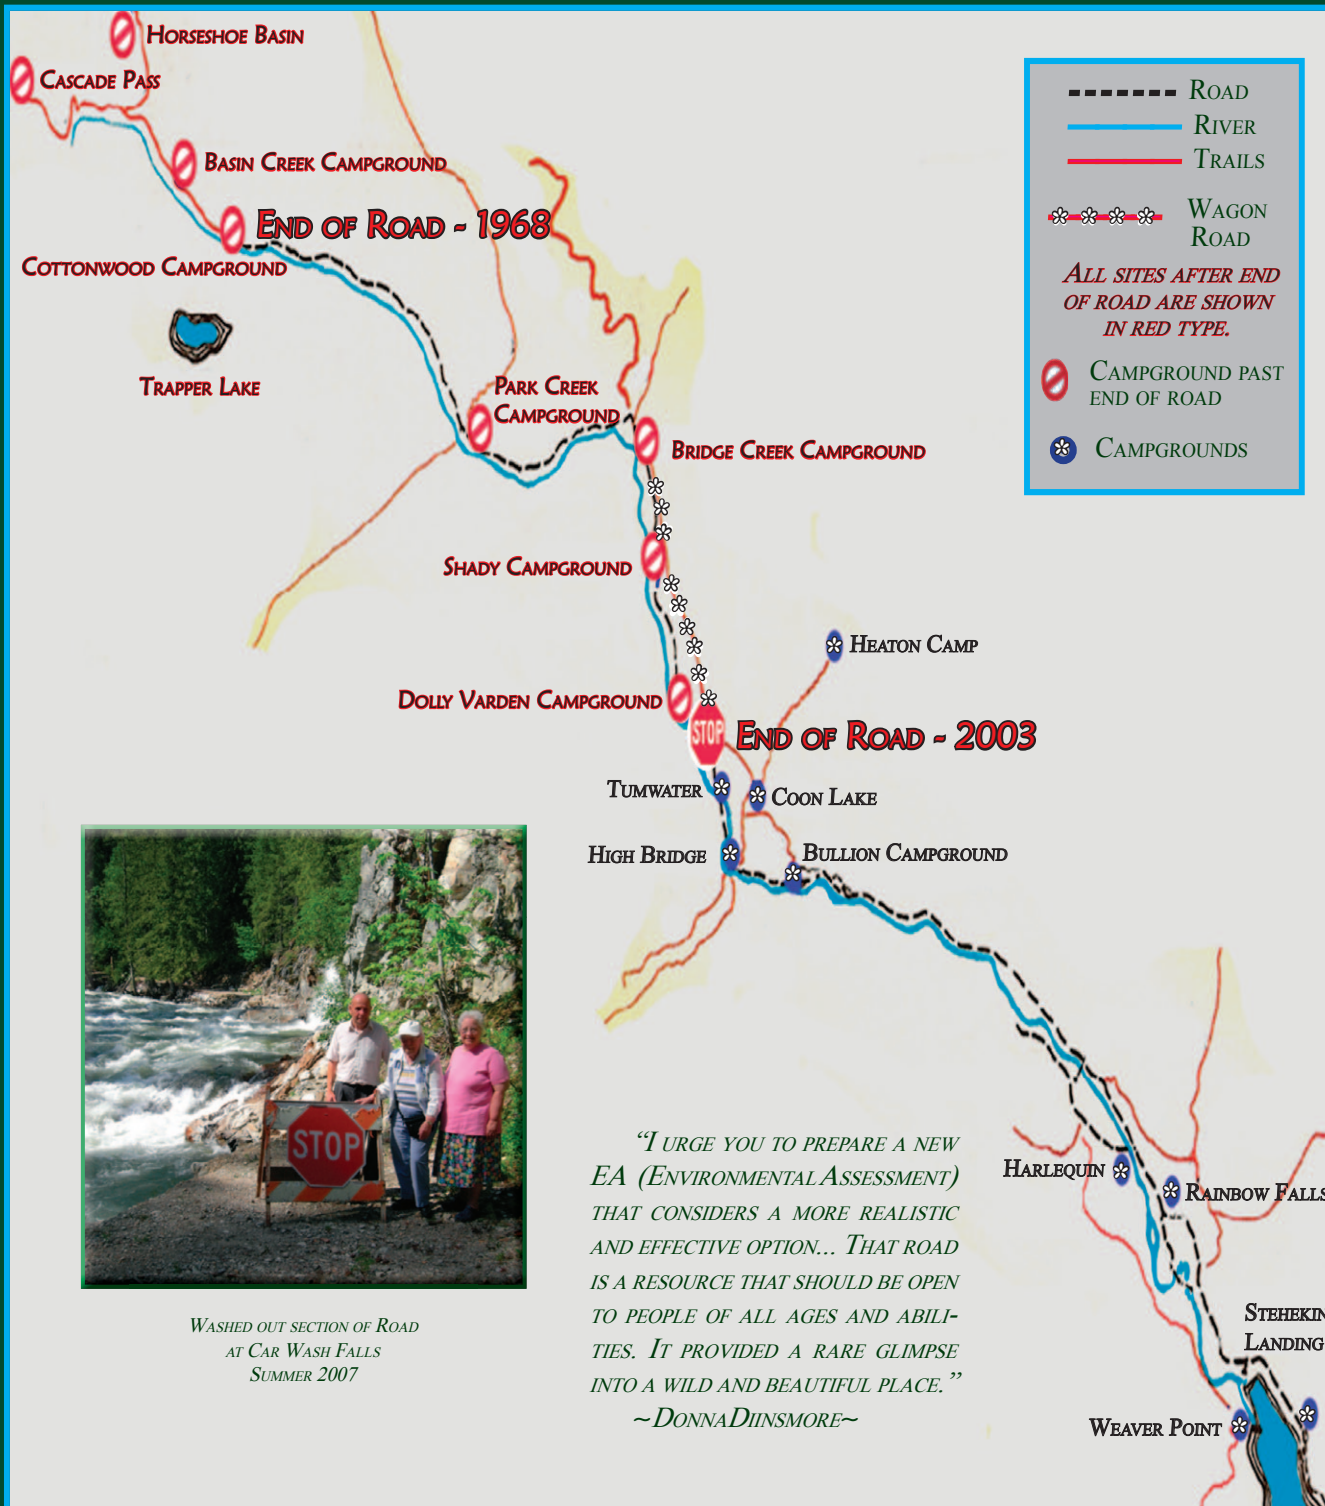 Horseshoe Basin
Cascade Pass
Basin Creek Campground
End of Road - 1968
Cottonwood Campground
Trapper Lake
Park Creek
Campground
Bridge Creek Campground
Shady Campground
Heaton Camp
Dolly Varden Campground
STOP
End of Road - 2003
Tumwater
Coon Lake
High Bridge
Bullion Campground
Harlequin
Rainbow Falls
Stehekin
Landing
Weaver Point
Road
River
Trails
Wagon
Road
All sites after end
of road are shown
in red type.
Campground past
end of road
Campgrounds
STOP
Washed out section of Road
at Car Wash Falls
Summer 2007
“I urge you to prepare a new
EA (Environmental Assessment)
that considers a more realistic
and effective option... That road
is a resource that should be open
to people of all ages and abili-
ties. It provided a rare glimpse
into a wild and beautiful place.”
~Donna Diinsmore~